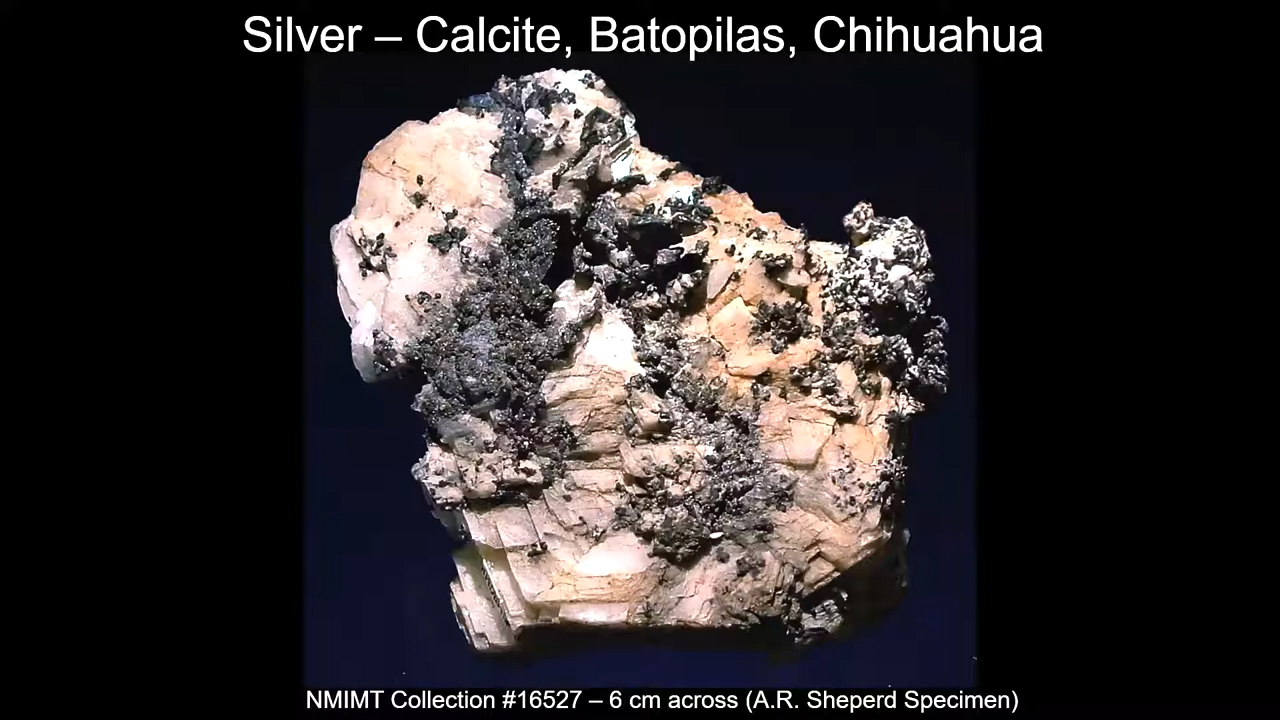 Silver – Calcite, Batopilas, Chihuahua
NMIMT Collection #16527 – 6 cm across (A.R. Sheperd Specimen)